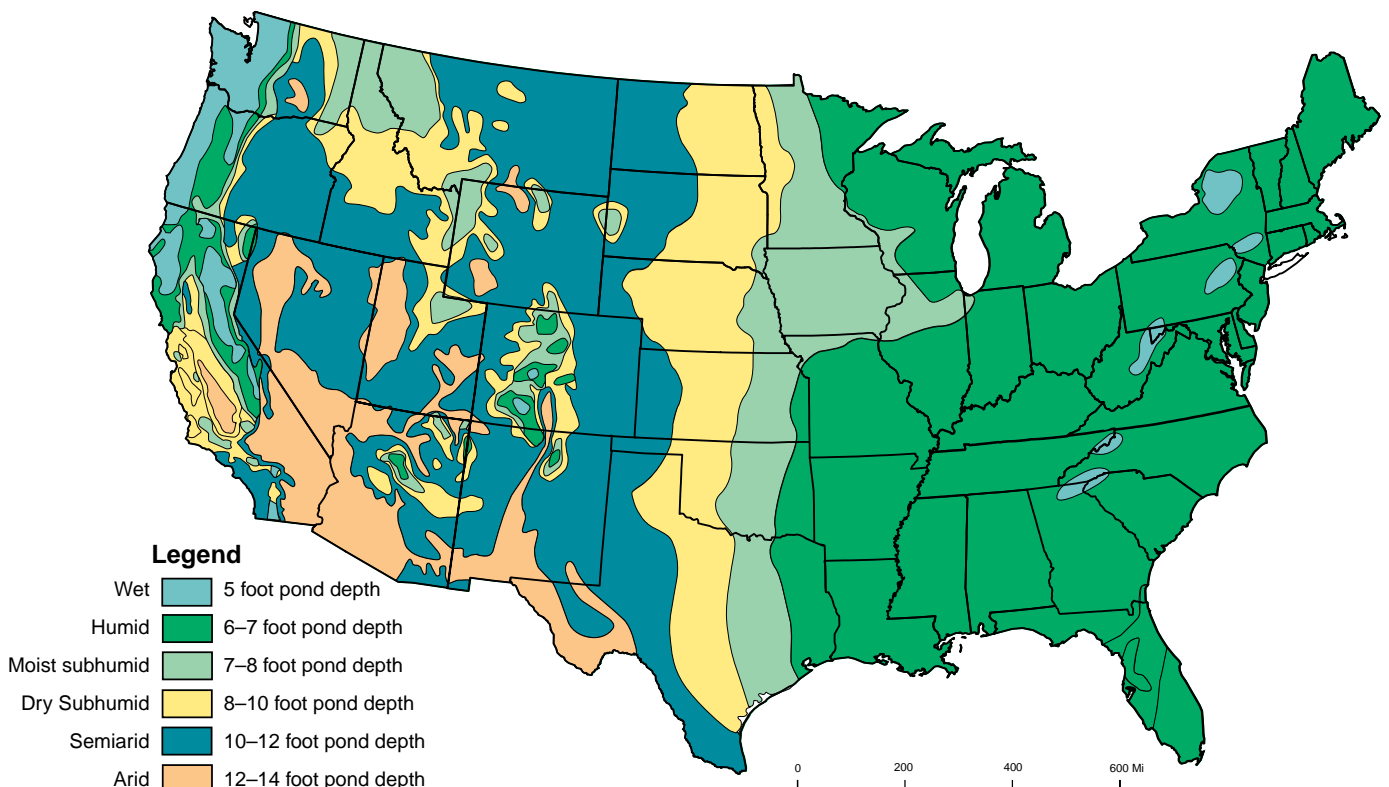 Legend
Wet 5 foot pond depth
Humid 6–7 foot pond depth
Moist subhumid 7–8 foot pond depth
Dry Subhumid 8–10 foot pond depth
Semiarid 10–12 foot pond depth
Arid 12–14 foot pond depth
0 200 400 600 Mi